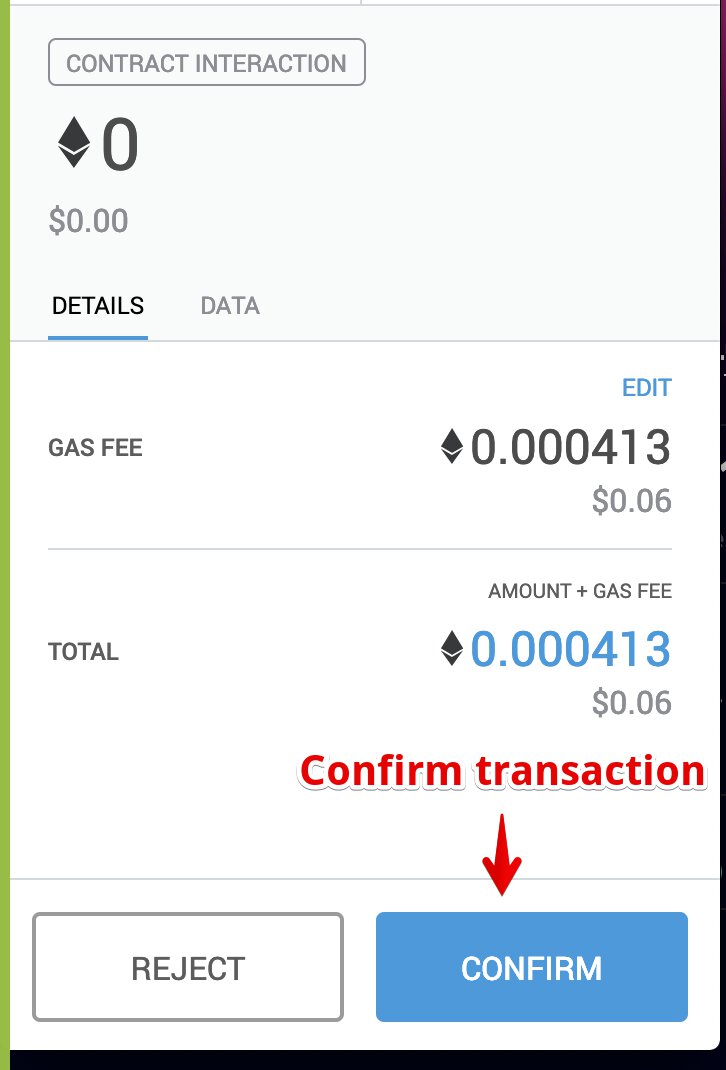 CONTRACT INTERACTION
0
$0.00
DETAILS DATA
EDIT
GAS FEE 0.000413
$0.06
AMOUNT + GAS FEE
TOTAL 0.000413
$0.06
Confirm transaction
REJECT CONFIRM